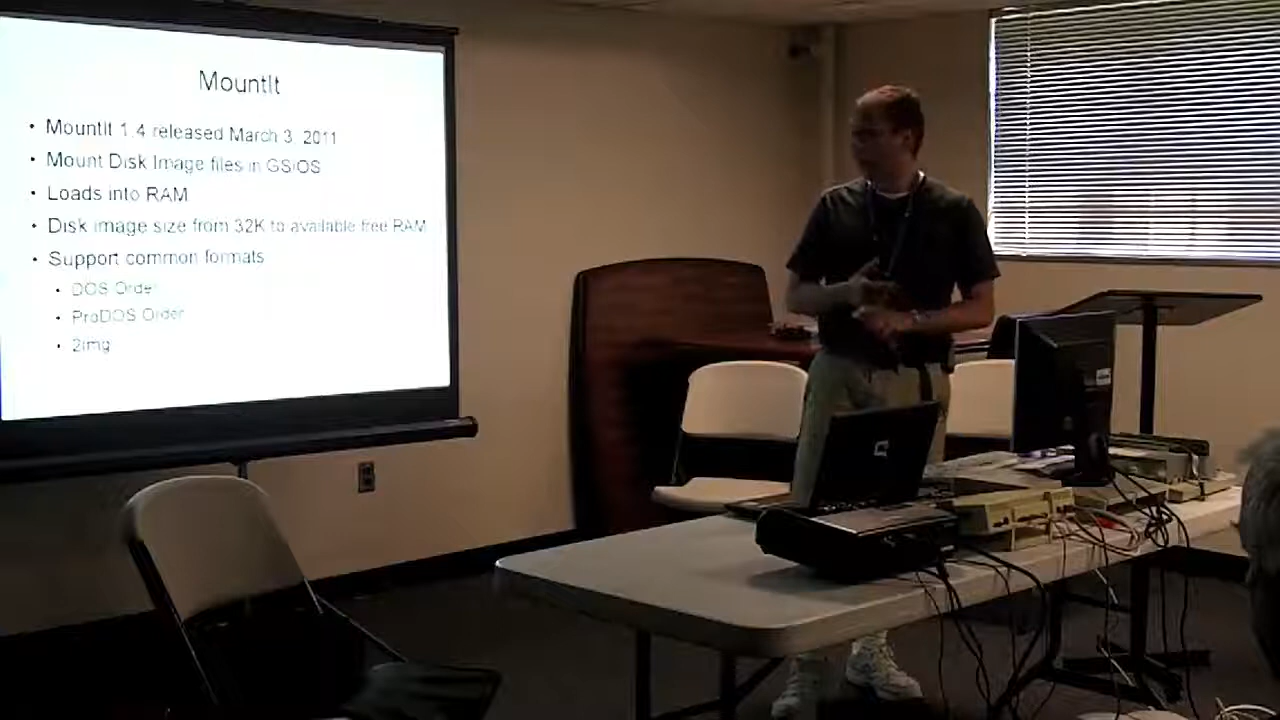 MountIt
• MountIt 1.4 released March 3, 2011
• Mount Disk Image files in GS/OS
• Loads into RAM
• Disk image size from 32K to available free RAM
• Support common formats
• DOS Order
• ProDOS Order
• 2img